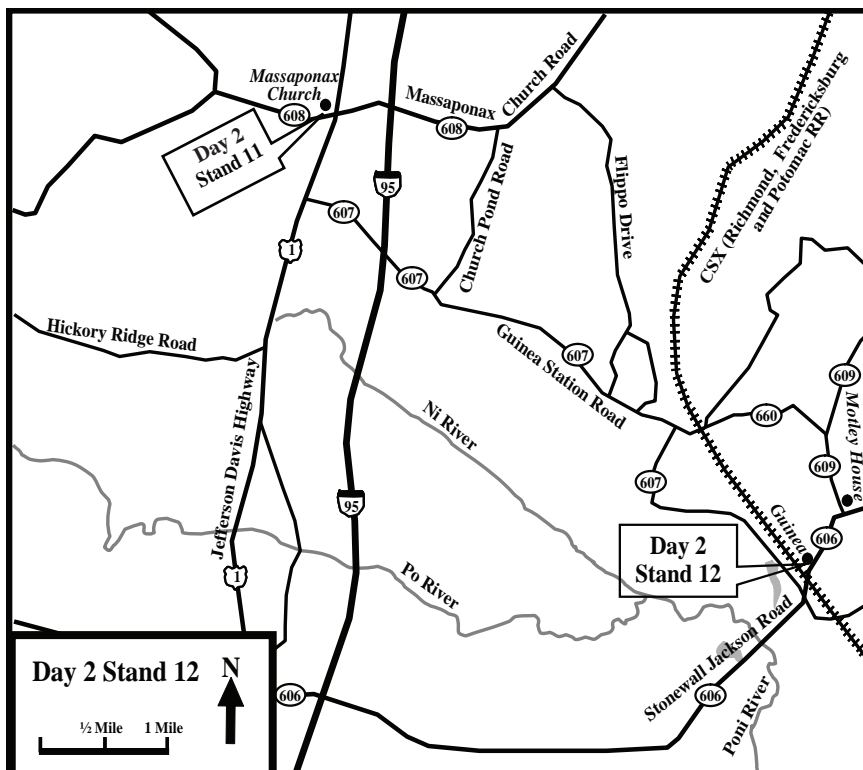 Massaponax
Church
608
Massaponax
Church Road
608
Day 2
Stand 11
95
607
1
607
Church Pond Road
Flippo Drive
CSX (Richmond, Fredericksburg
and Potomac RR)
Hickory Ridge Road
Guinea Station Road
607
609
Motley House
Jefferson Davis Highway
Ni River
660
609
607
95
Guinea
606
Day 2
Stand 12
1
Po River
Stonewall Jackson Road
606
606
Poni River
Day 2 Stand 12
N
½ Mile
1 Mile